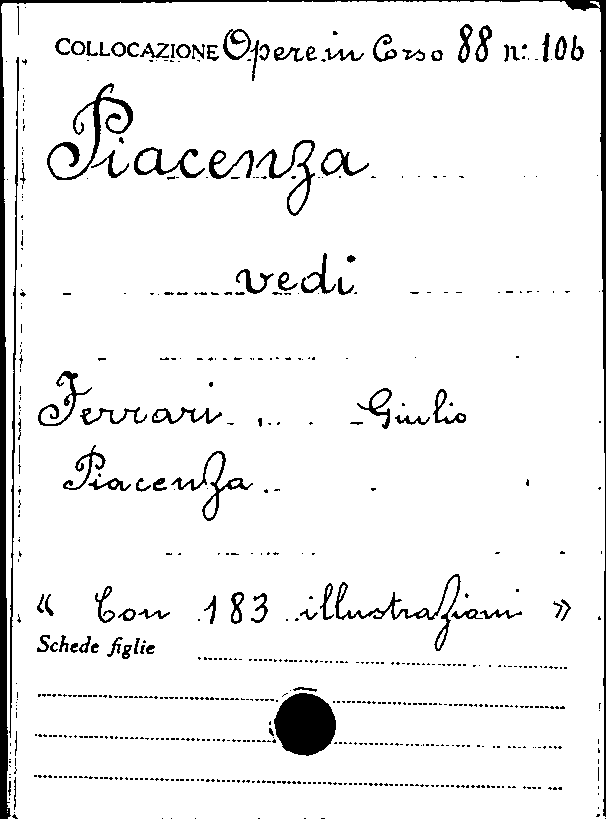 COLLOCAZIONE Opere in Corso 88 n: 106
Piacenza
vedi
Ferrari Giulio
Piacenza.
« Con 183 illustrazioni »
Schede figlie